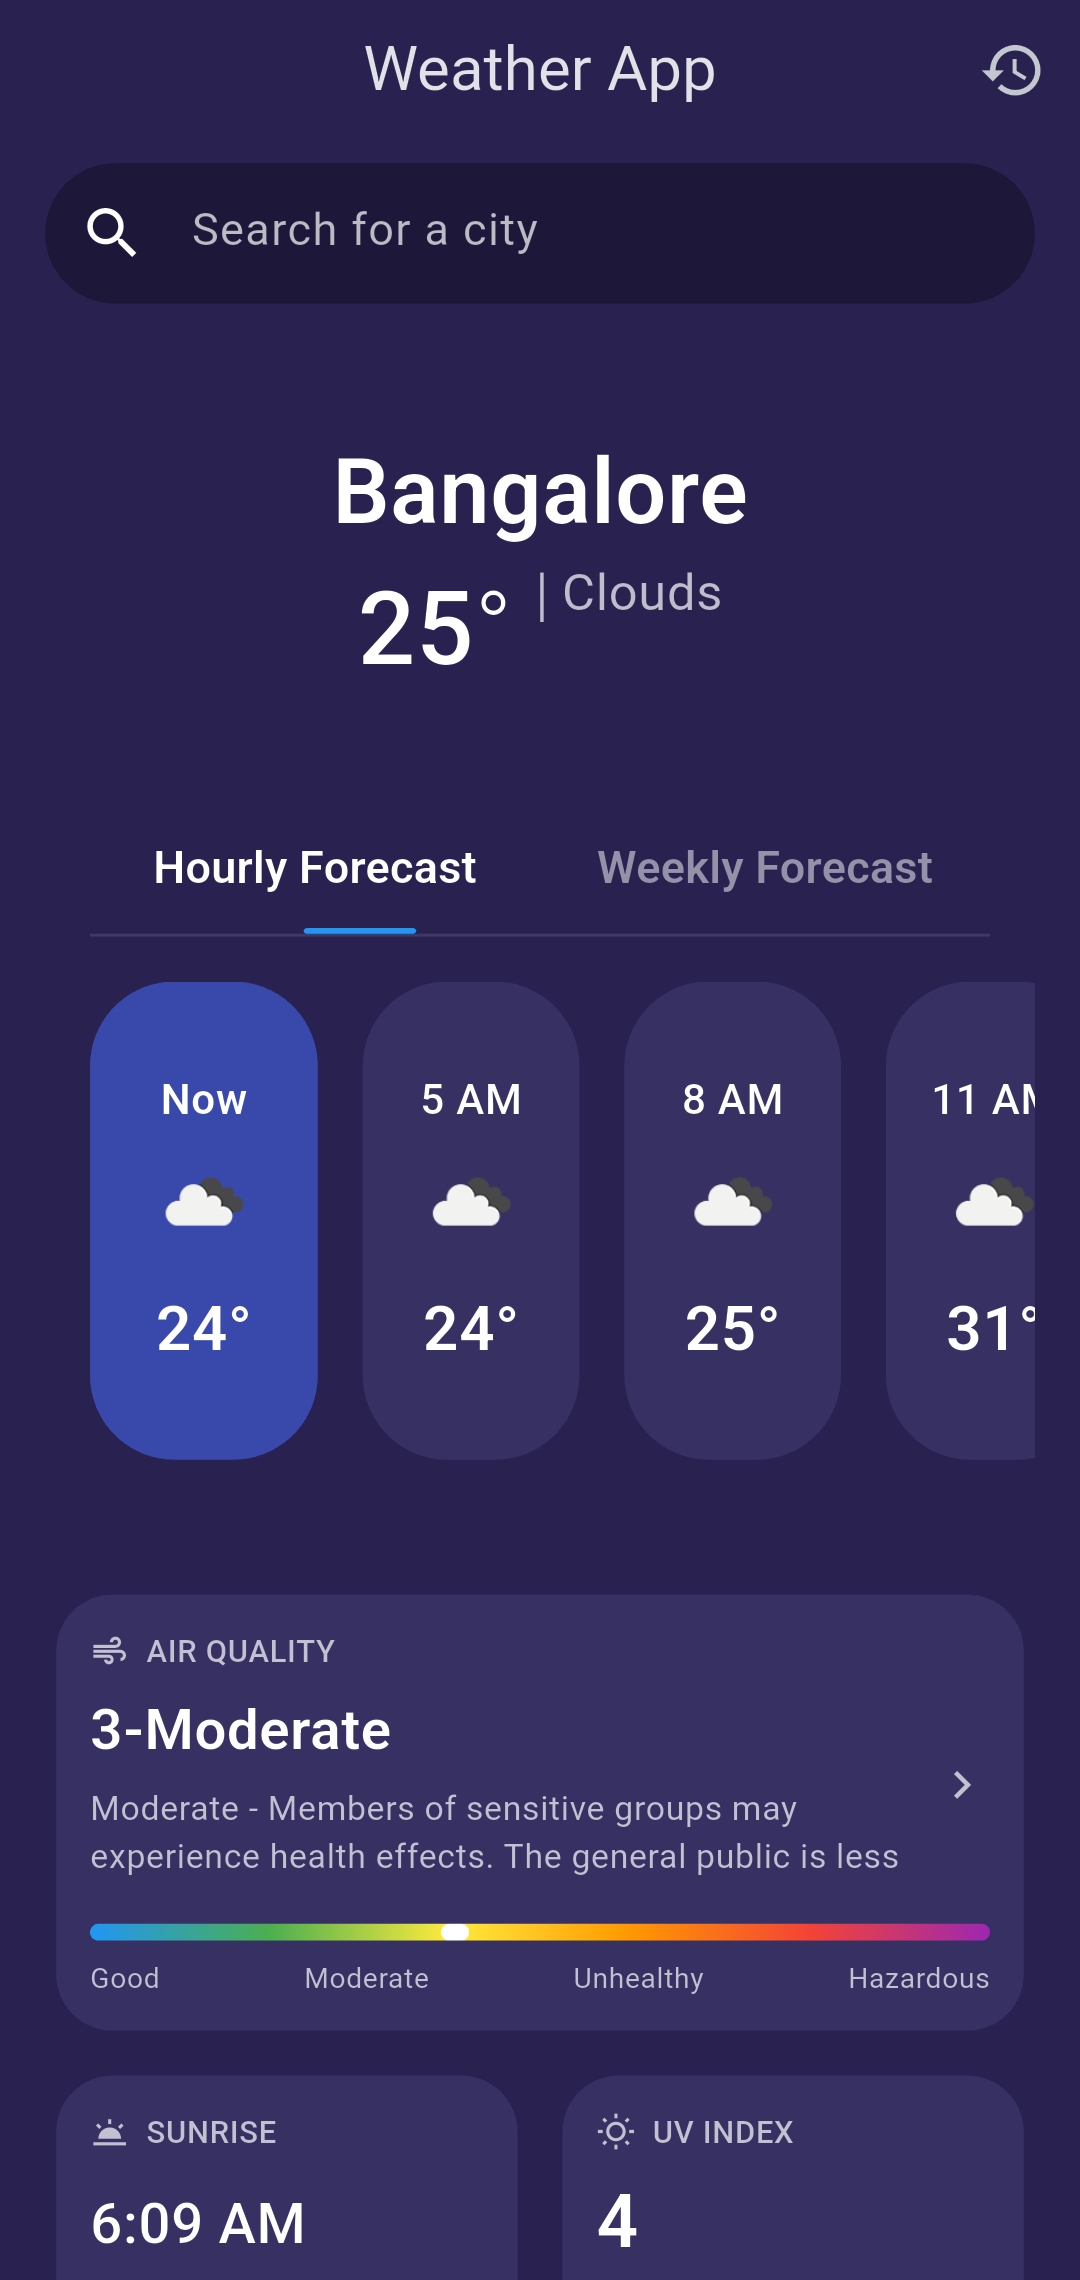 Weather App
Search for a city
Bangalore
25° | Clouds
Hourly Forecast Weekly Forecast
Now 5 AM 8 AM 11 AM
24° 24° 25° 31°
AIR QUALITY
3-Moderate
Moderate - Members of sensitive groups may
experience health effects. The general public is less
Good Moderate Unhealthy Hazardous
SUNRISE UV INDEX
6:09 AM 4